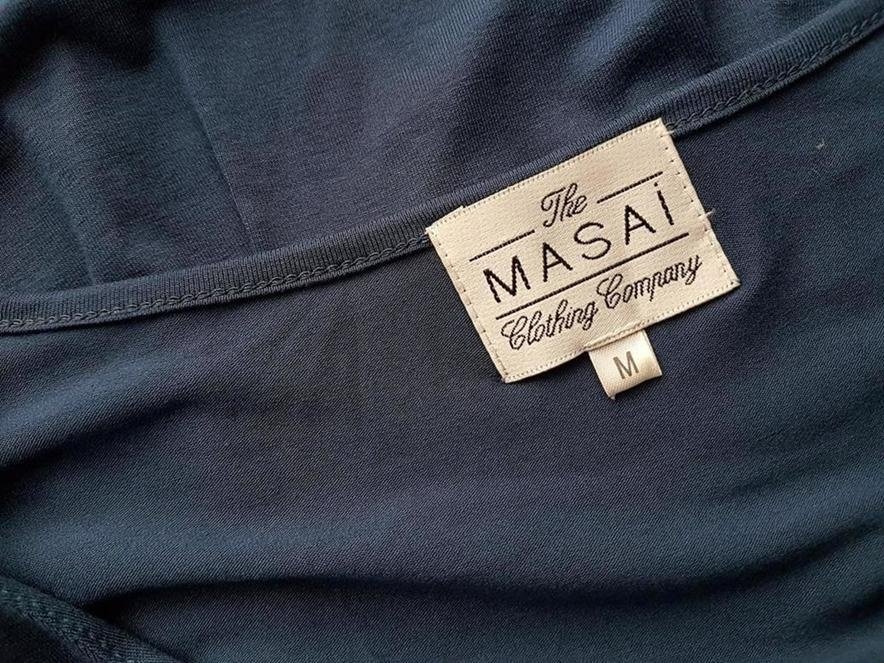 The
MASAI
Clothing Company
M